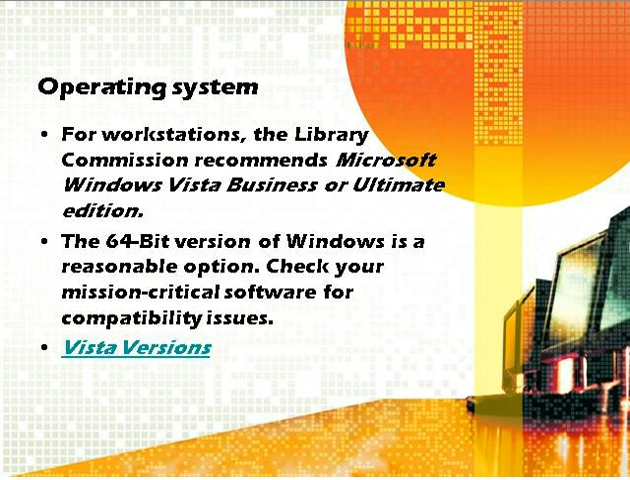 Operating system
• For workstations, the Library
Commission recommends Microsoft
Windows Vista Business or Ultimate
edition.
• The 64-Bit version of Windows is a
reasonable option. Check your
mission-critical software for
compatibility issues.
• Vista Versions